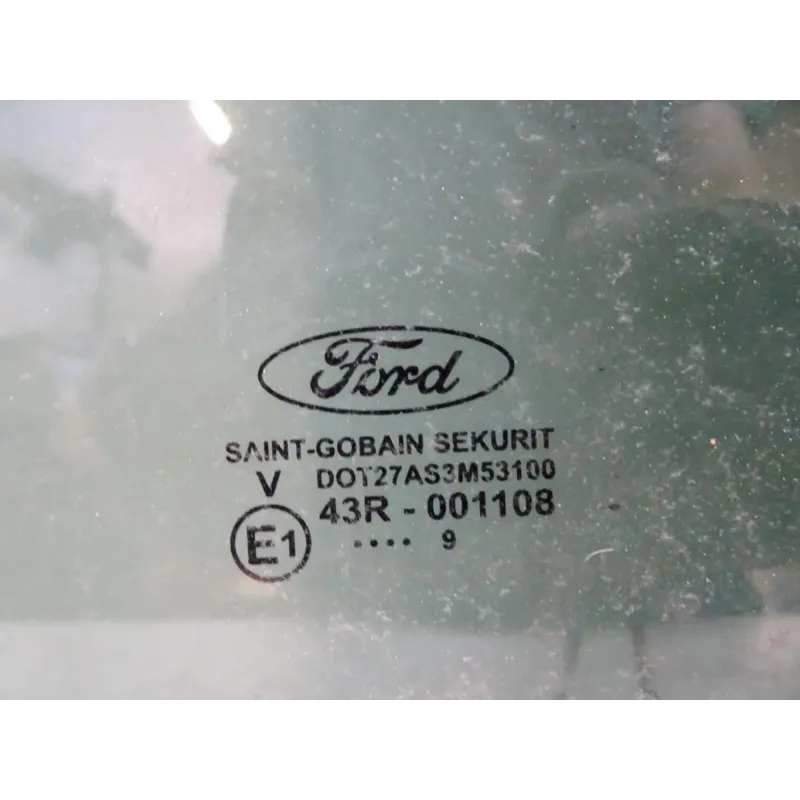 Ford
SAINT-GOBAIN SEKURIT
V DOT27AS3M53100
43R - 001108
E1
.... 9